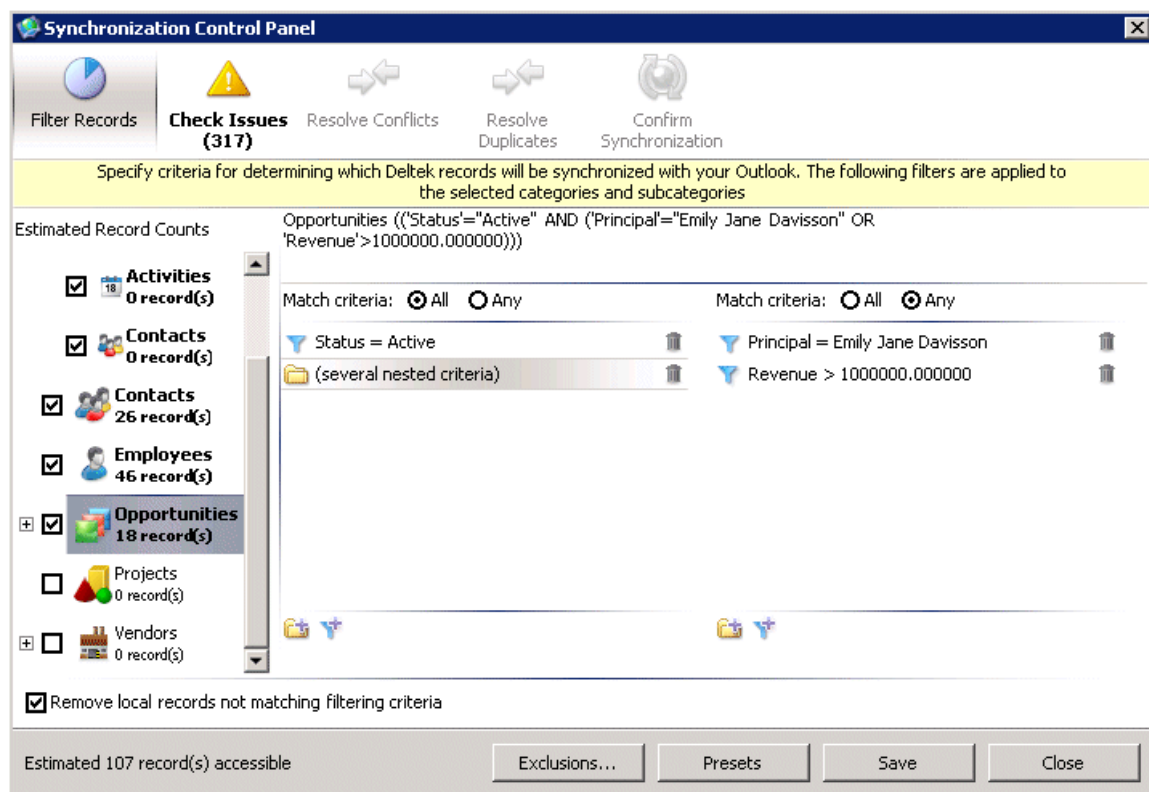 Synchronization Control Panel
Filter Records
Check Issues
(317)
Resolve Conflicts
Resolve
Duplicates
Confirm
Synchronization
Specify criteria for determining which Deltek records will be synchronized with your Outlook. The following filters are applied to
the selected categories and subcategories
Estimated Record Counts
Activities
0 record(s)
Contacts
0 record(s)
Contacts
26 record(s)
Employees
46 record(s)
Opportunities
18 record(s)
Projects
0 record(s)
Vendors
0 record(s)
Opportunities (('Status'="Active" AND ('Principal'="Emily Jane Davisson" OR
'Revenue'>1000000.000000)))
Match criteria: All Any
Status = Active
(several nested criteria)
Match criteria: All Any
Principal = Emily Jane Davisson
Revenue > 1000000.000000
Remove local records not matching filtering criteria
Estimated 107 record(s) accessible
Exclusions...
Presets
Save
Close